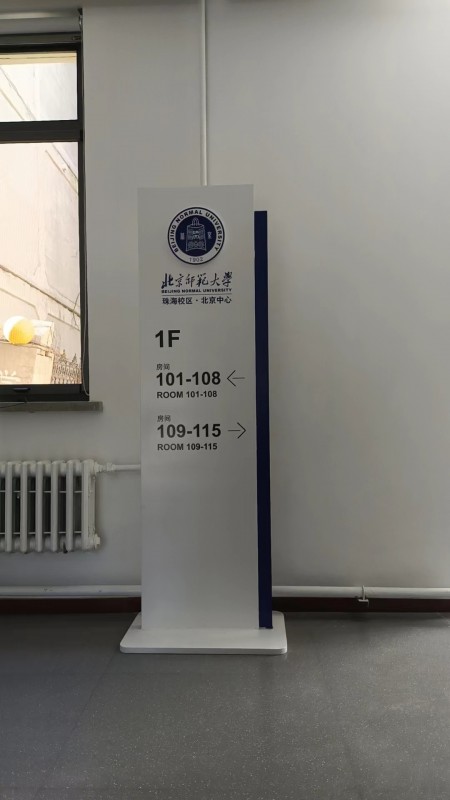 BEIJING NORMAL UNIVERSITY
1902
北京师范大学
BEIJING NORMAL UNIVERSITY
珠海校区·北京中心
1F
房间
101-108 ←
ROOM 101-108
房间
109-115 →
ROOM 109-115